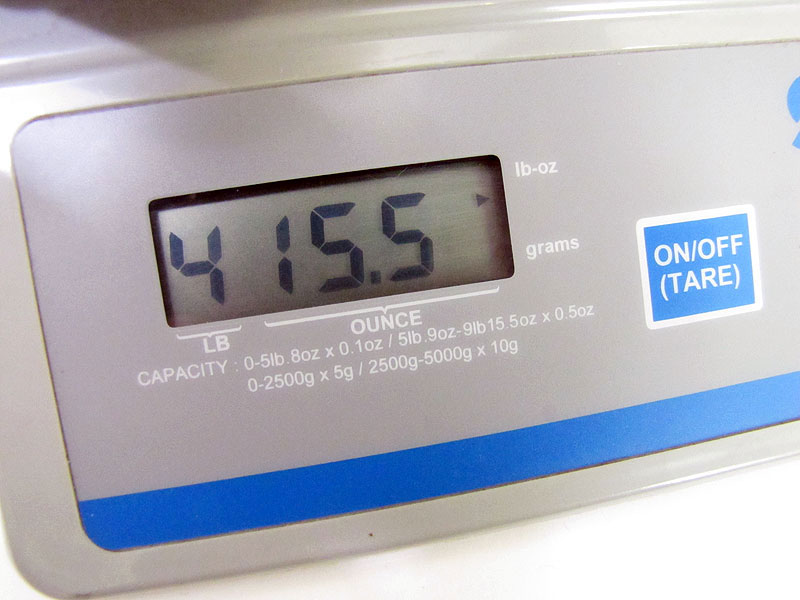 lb-oz
4 15.5
grams
ON/OFF
(TARE)
LB
OUNCE
CAPACITY : 0-5lb.8oz x 0.1oz / 5lb.9oz-9lb15.5oz x 0.5oz
0-2500g x 5g / 2500g-5000g x 10g